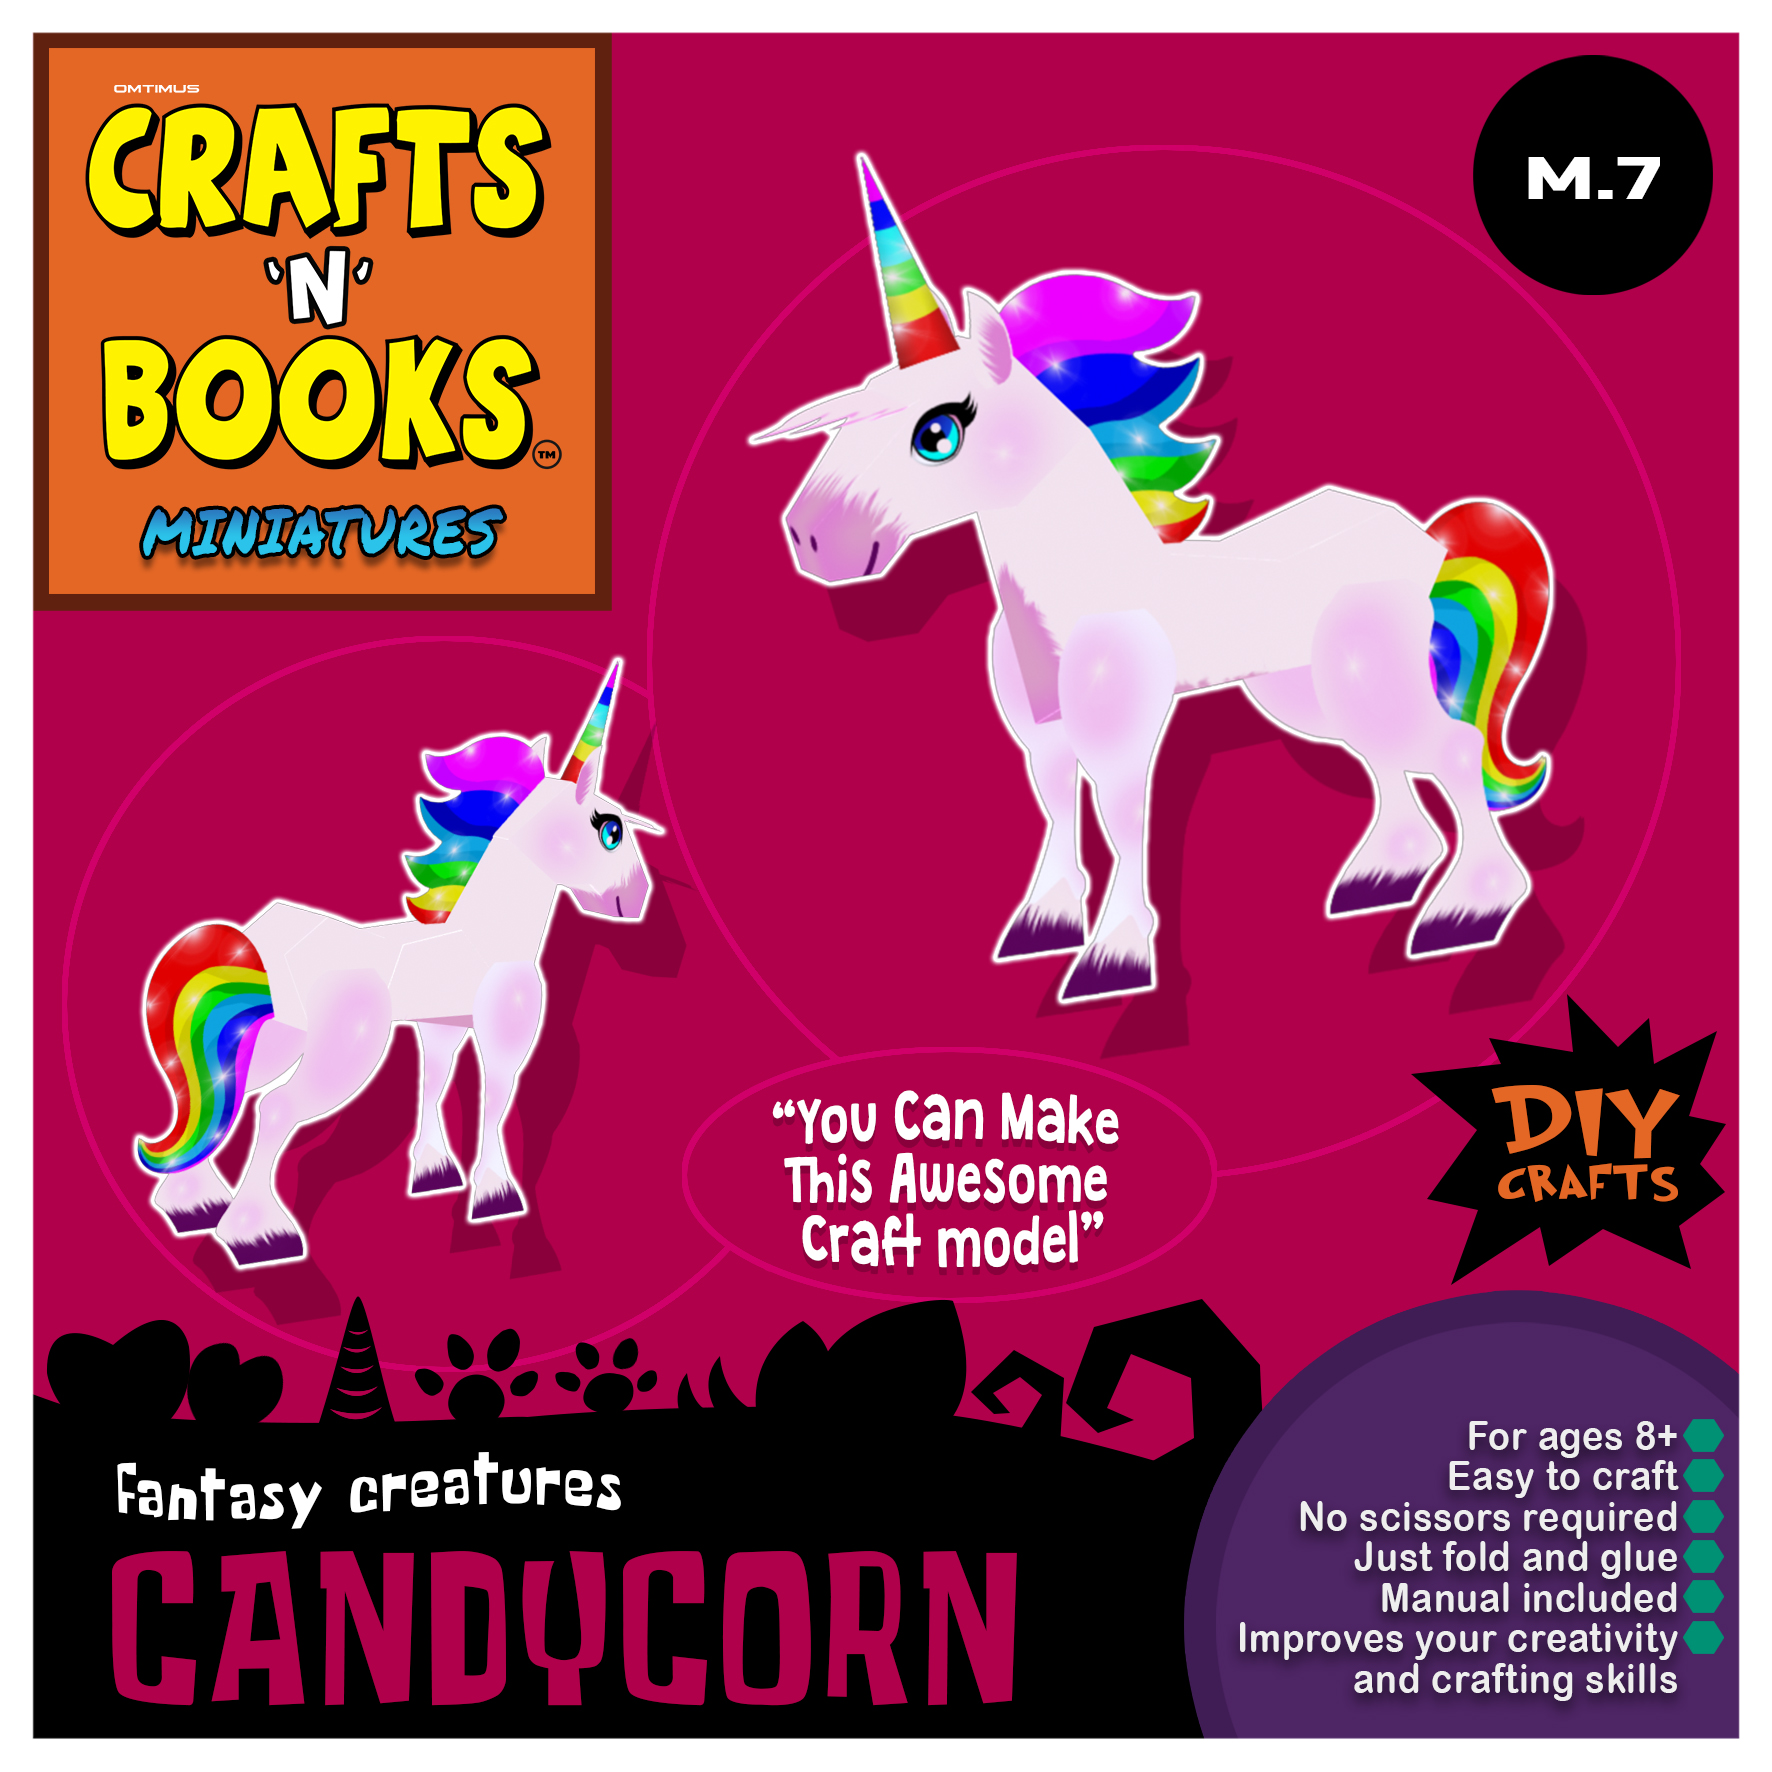 OMTIMUS
CRAFTS
'N'
BOOKS
TM
MINIATURES
M.7
“You Can Make
This Awesome
Craft model”
DIY
CRAFTS
Fantasy creatures
CANDYCORN
For ages 8+
Easy to craft
No scissors required
Just fold and glue
Manual included
Improves your creativity
and crafting skills